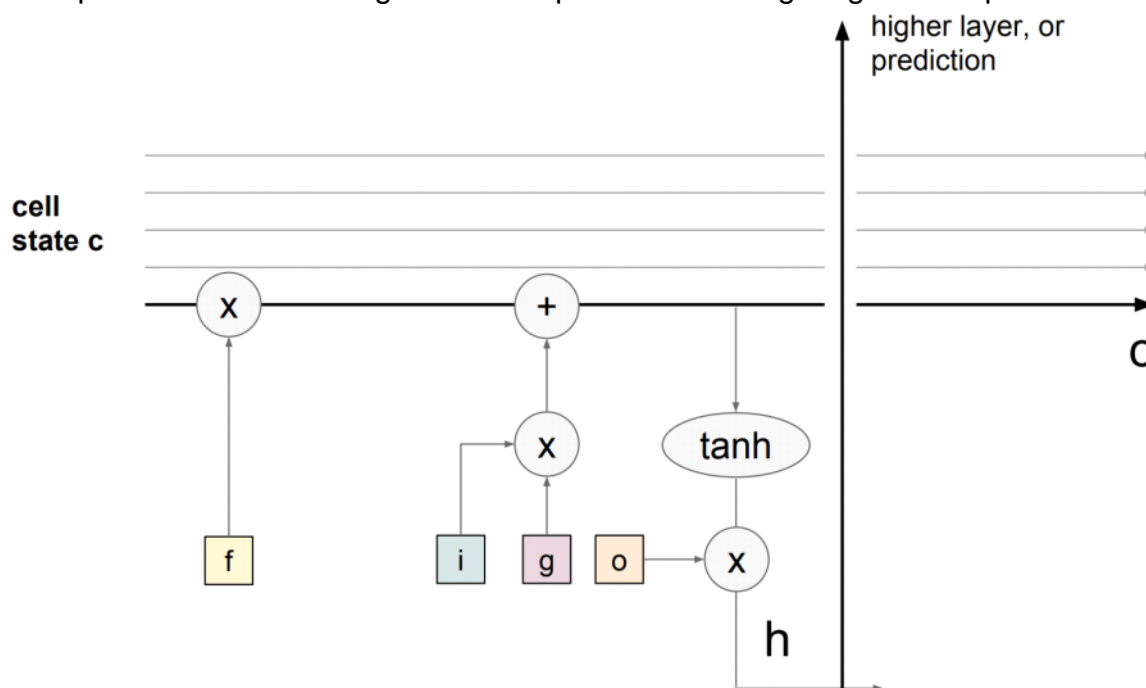 higher layer, or
prediction
cell
state c
x
+
c
x
tanh
f
i
g
o
x
h